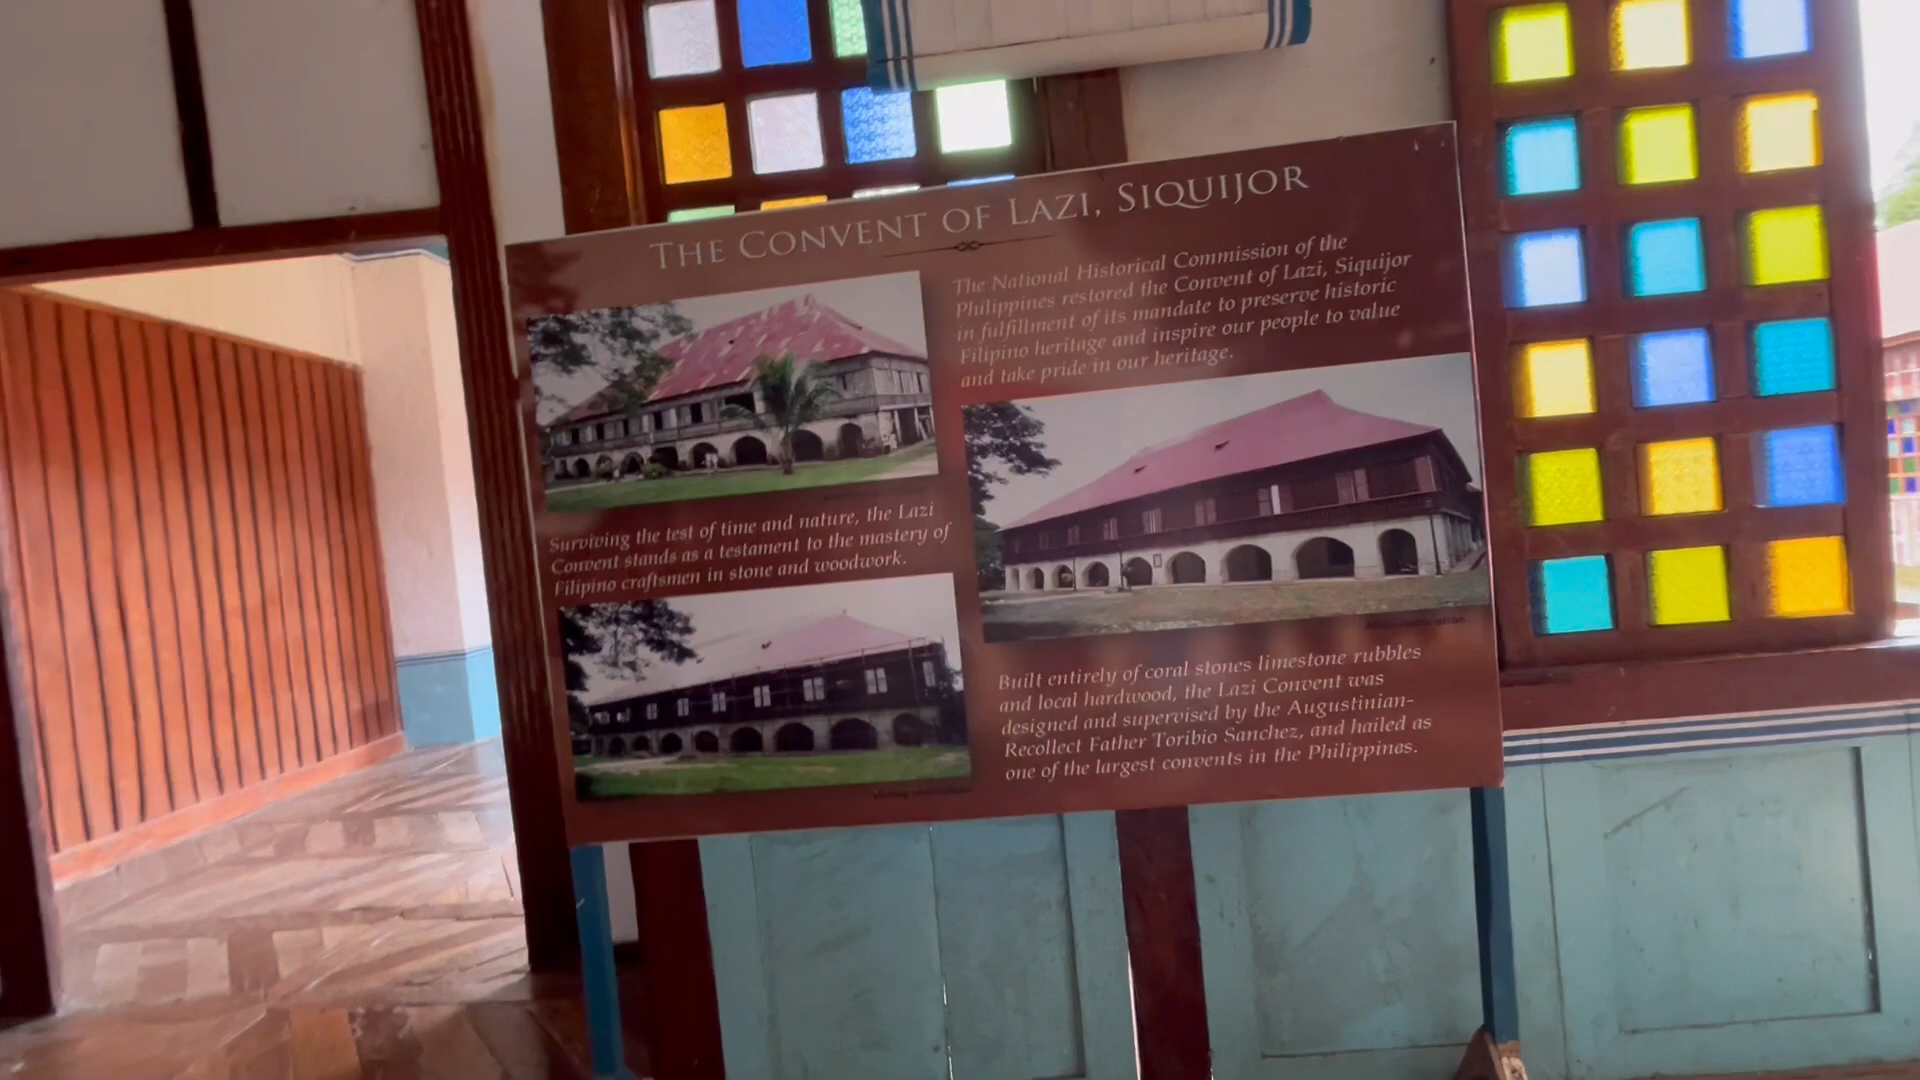 THE CONVENT OF LAZI, SIQUIJOR
The National Historical Commission of the
Philippines restored the Convent of Lazi, Siquijor
in fulfillment of its mandate to preserve historic
Filipino heritage and inspire our people to value
and take pride in our heritage.
Surviving the test of time and nature, the Lazi
Convent stands as a testament to the mastery of
Filipino craftsmen in stone and woodwork.
Built entirely of coral stones limestone rubbles
and local hardwood, the Lazi Convent was
designed and supervised by the Augustinian-
Recollect Father Toribio Sanchez, and hailed as
one of the largest convents in the Philippines.